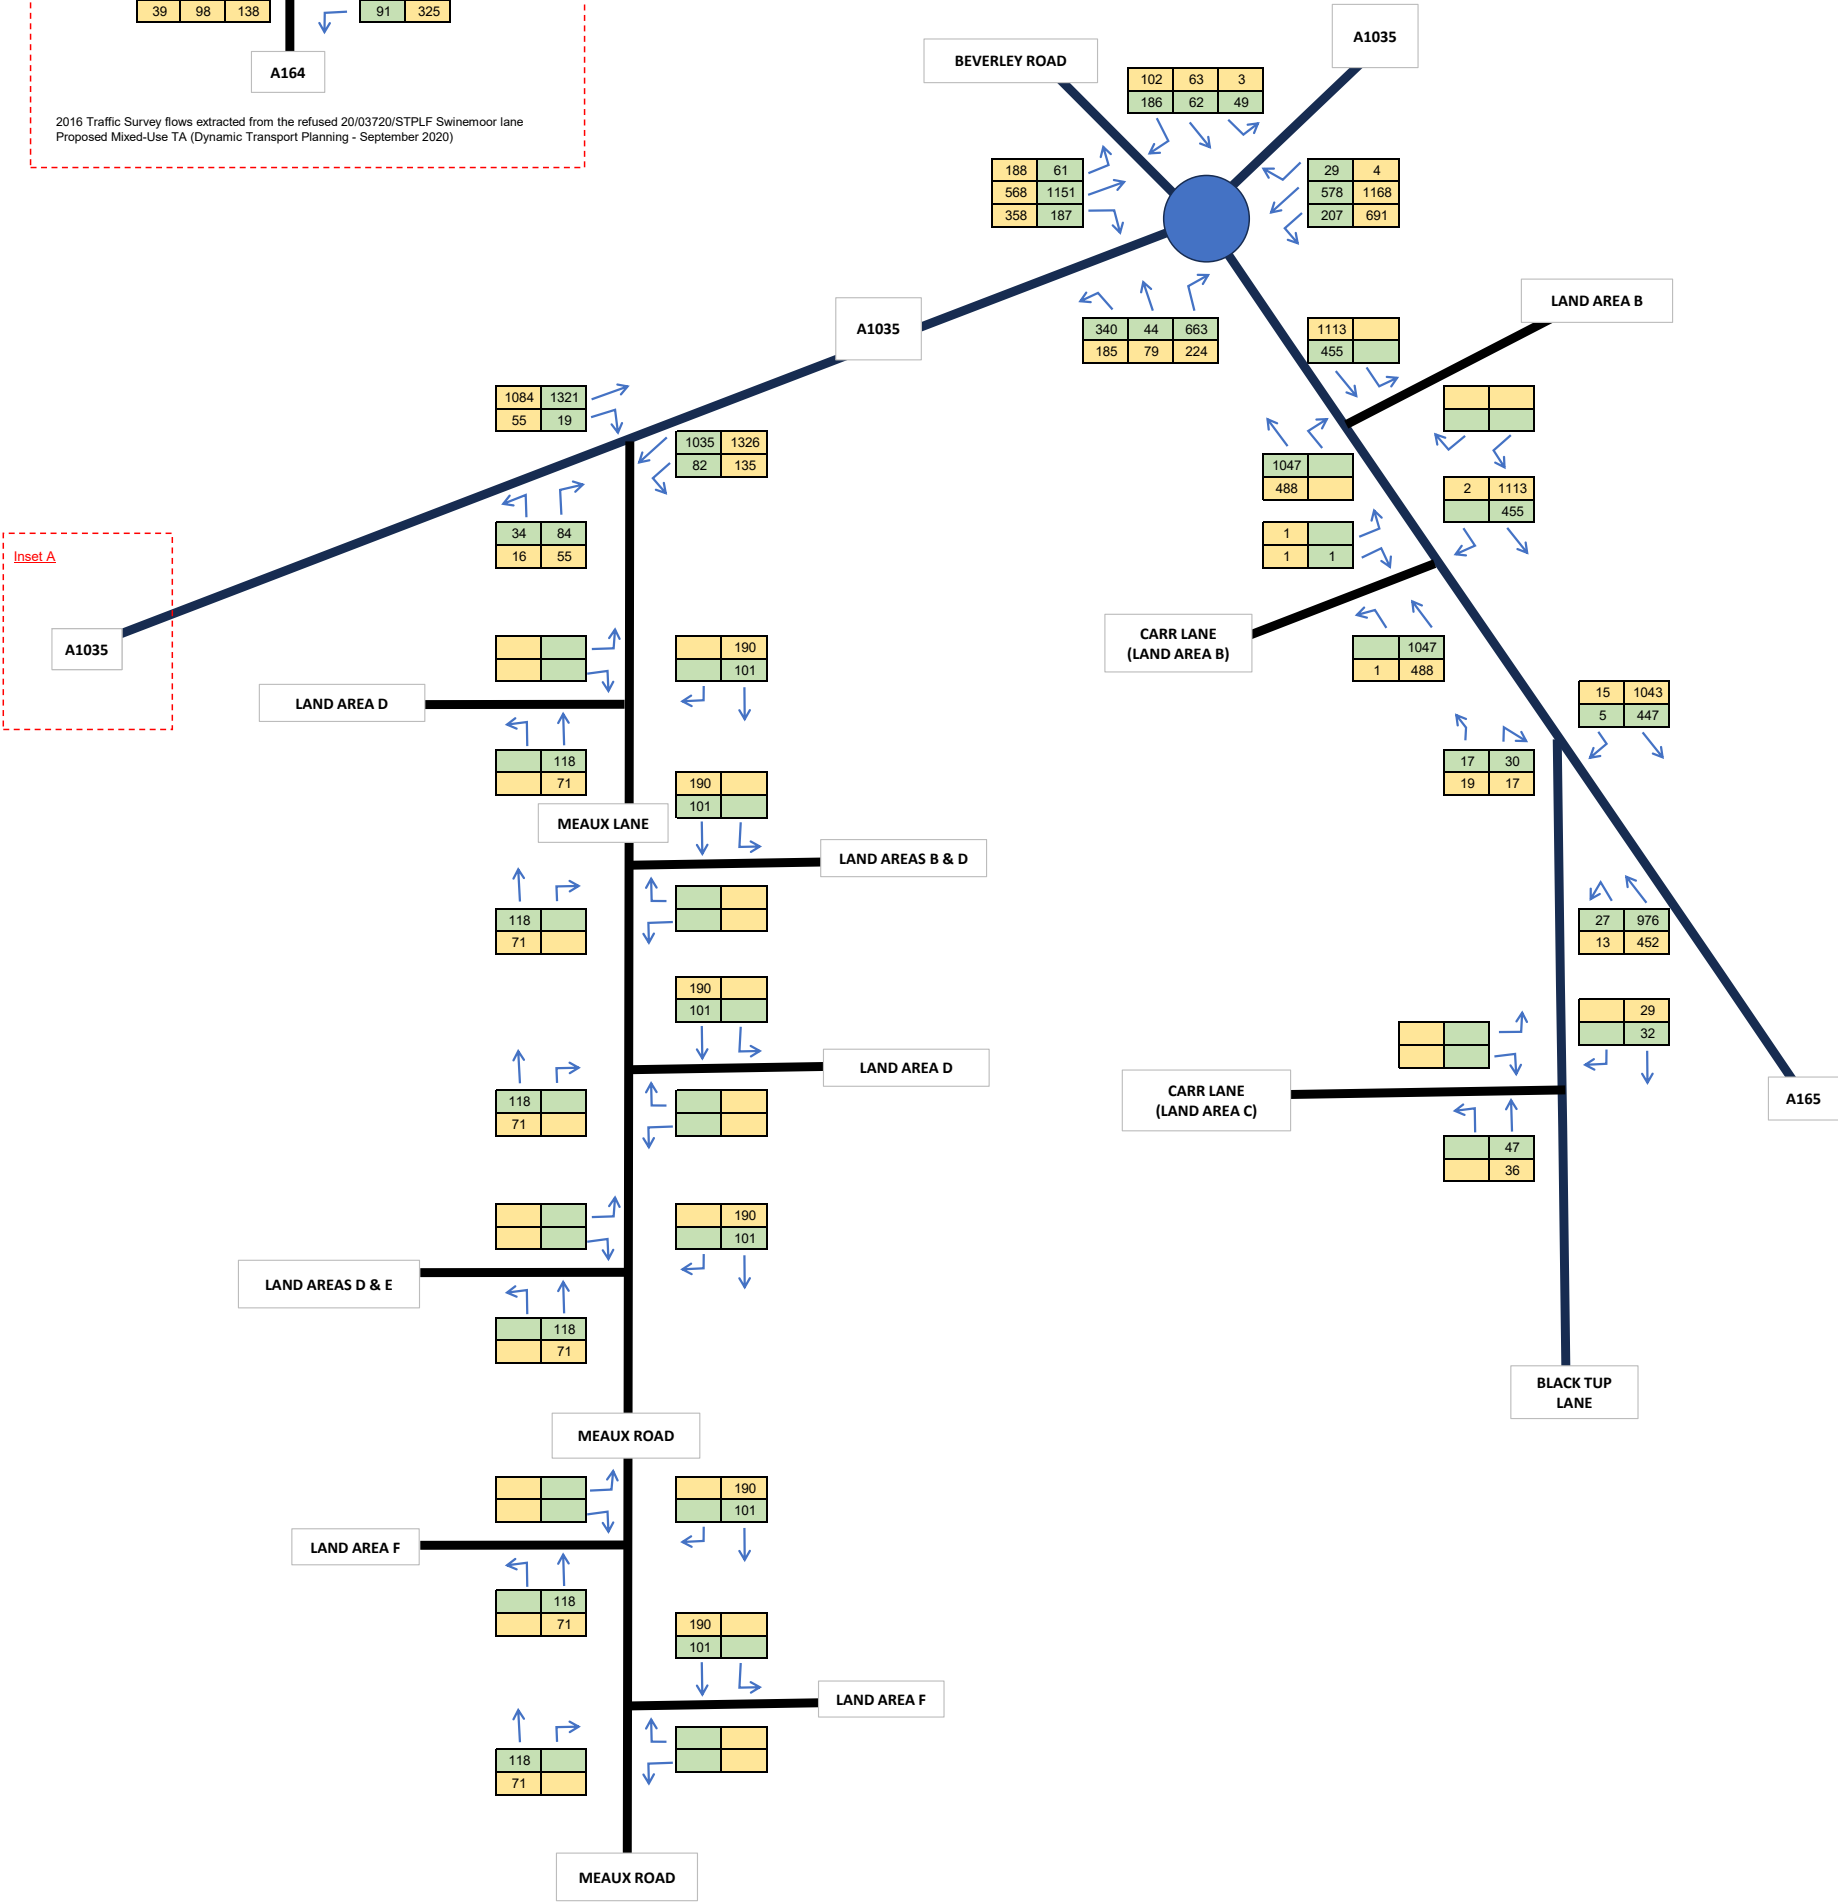 39 98 138
91 325
A164
2016 Traffic Survey flows extracted from the refused 20/03720/STPLF Swinemoor lane
Proposed Mixed-Use TA (Dynamic Transport Planning - September 2020)
BEVERLEY ROAD
A1035
102 63 3
186 62 49
188 61
568 1151
358 187
29 4
578 1168
207 691
340 44 663
185 79 224
A1035
LAND AREA B
1113
455
1084 1321
55 19
1035 1326
82 135
34 84
16 55
1047
488
2 1113
455
1
1 1
Inset A
A1035
CARR LANE
(LAND AREA B)
1047
1 488
190
101
LAND AREA D
118
71
15 1043
5 447
17 30
19 17
MEAUX LANE
190
101
LAND AREAS B & D
118
71
27 976
13 452
190
101
LAND AREA D
118
71
29
32
CARR LANE
(LAND AREA C)
A165
47
36
190
101
LAND AREAS D & E
118
71
BLACK TUP
LANE
MEAUX ROAD
190
101
LAND AREA F
118
71
190
101
LAND AREA F
118
71
MEAUX ROAD